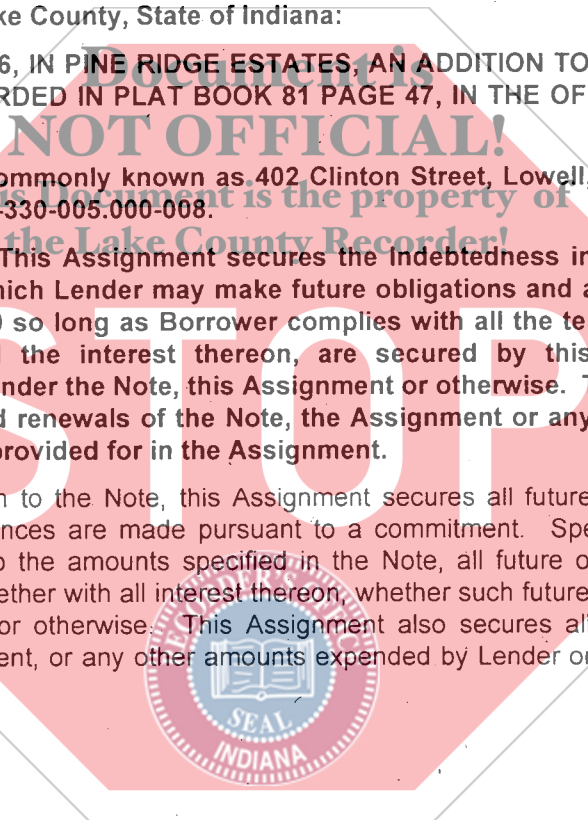 ke County, State of Indiana:
6, IN PINE RIDGE ESTATES, AN ADDITION TO
Document is
RDED IN PLAT BOOK 81 PAGE 47, IN THE OF
NOT OFFICIAL!
ommonly known as 402 Clinton Street, Lowell,
is Document is the property of
-330-005.000-008.
the Lake County Recorder!
This Assignment secures the Indebtedness in
hich Lender may make future obligations and a
) so long as Borrower complies with all the te
the interest thereon, are secured by this
nder the Note, this Assignment or otherwise.
d renewals of the Note, the Assignment or any
provided for in the Assignment.
STOP
n to the Note, this Assignment secures all future
nces are made pursuant to a commitment. Spe
o the amounts specified in the Note, all future o
ether with all interest thereon, whether such future
or otherwise. This Assignment also secures al
ent, or any other amounts expended by Lender or
RECORDER'S OFFICE
SEAL
INDIANA